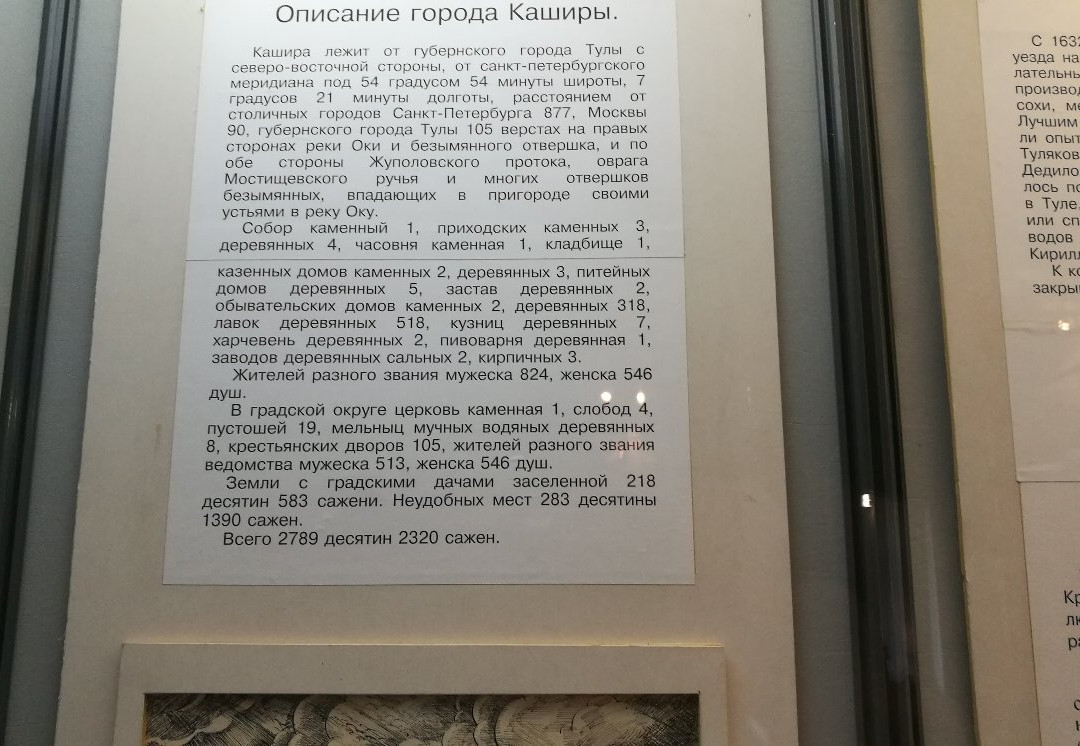 Описание города Каширы.
Кашира лежит от губернского города Тулы с
северо-восточной стороны, от санкт-петербургского
меридиана под 54 градусом 54 минуты широты, 7
градусов 21 минуты долготы, расстоянием от
столичных городов Санкт-Петербурга 877, Москвы
90, губернского города Тулы 105 верстах на правых
сторонах реки Оки и безымянного отвершка, и по
обе стороны Жуполовского протока, оврага
Мостищевского ручья и многих отвершков
безымянных, впадающих в пригороде своими
устьями в реку Оку.
Собор каменный 1, приходских каменных 3,
деревянных 4, часовня каменная 1, кладбище 1,
казенных домов каменных 2, деревянных 3, питейных
домов деревянных 5, застав деревянных 2,
обывательских домов каменных 2, деревянных 318,
лавок деревянных 518, кузниц деревянных 7,
харчевень деревянных 2, пивоварня деревянная 1,
заводов деревянных сальных 2, кирпичных 3.
Жителей разного звания мужеска 824, женска 546
душ.
В градской округе церковь каменная 1, слобод 4,
пустошей 19, мельныц мучных водяных деревянных
8, крестьянских дворов 105, жителей разного звания
ведомства мужеска 513, женска 546 душ.
Земли с градскими дачами заселенной 218
десятин 583 сажени. Неудобных мест 283 десятины
1390 сажен.
Всего 2789 десятин 2320 сажен.
С 1632
уезда на
лательны
производ
сохи, ме
Лучшим
ли опыт
Туляков
Дедило
лось по
в Туле,
или сп
водов
Кирилл
К ко
закры
Кр
лю
ра